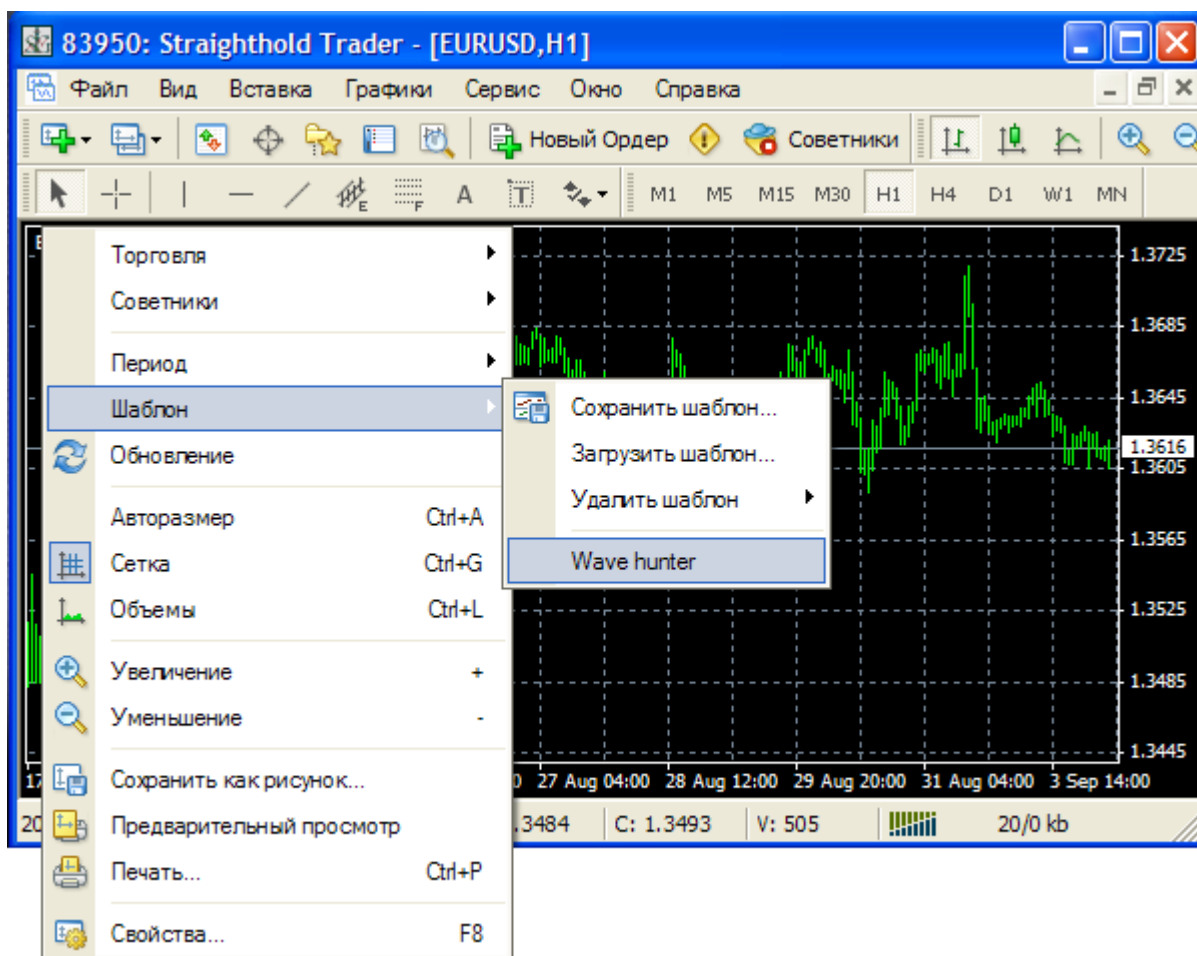 83950: Straighthold Trader - [EURUSD,H1]
Файл Вид Вставка Графики Сервис Окно Справка
Новый Ордер Советники
E F A T M1 M5 M15 M30 H1 H4 D1 W1 MN
Торговля
Советники
Период
Шаблон
Обновление
Авторазмер Ctrl+A
Сетка Ctrl+G
Объемы Ctrl+L
Увеличение +
Уменьшение -
Сохранить как рисунок...
Предварительный просмотр
Печать... Ctrl+P
Свойства... F8
Сохранить шаблон...
Загрузить шаблон...
Удалить шаблон
Wave hunter
1.3725
1.3685
1.3645
1.3616
1.3605
1.3565
1.3525
1.3485
1.3445
27 Aug 04:00 28 Aug 12:00 29 Aug 20:00 31 Aug 04:00 3 Sep 14:00
.3484 C: 1.3493 V: 505 20/0 kb